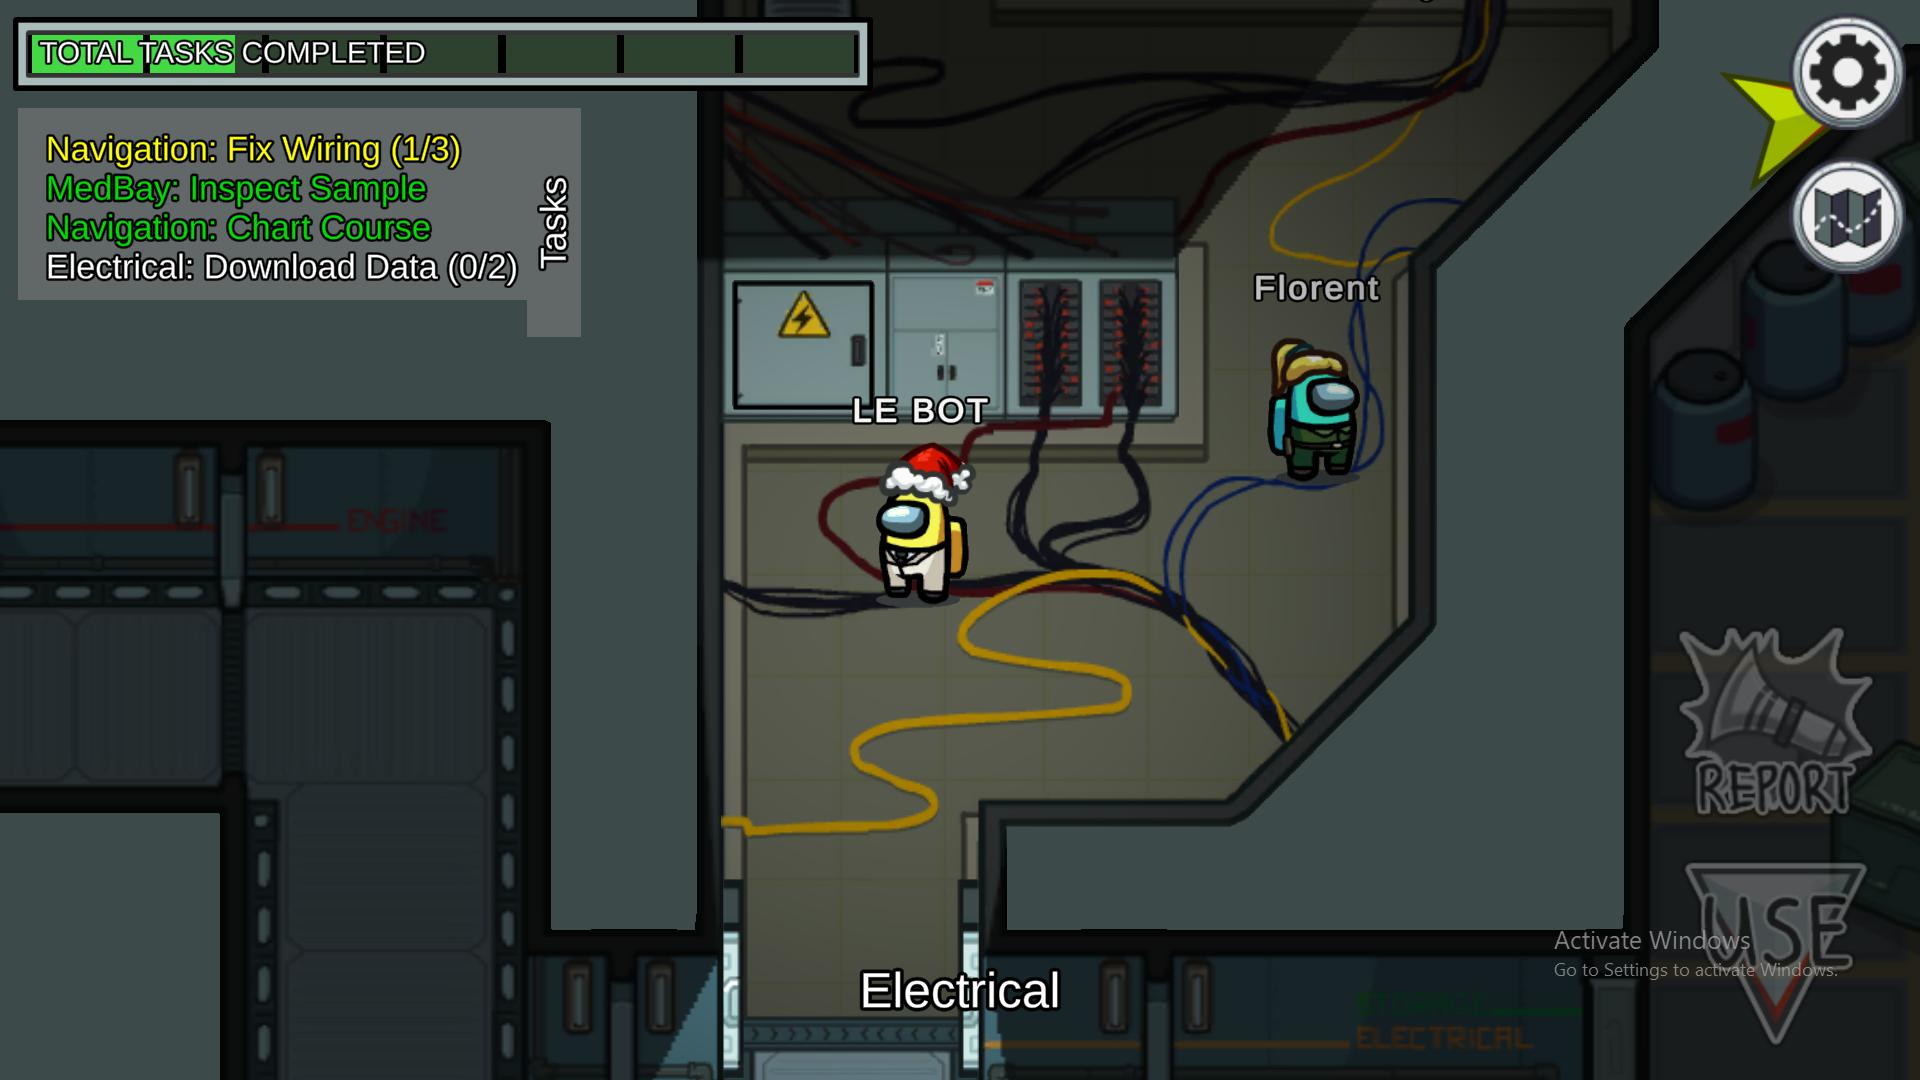 TOTAL TASKS COMPLETED
Navigation: Fix Wiring (1/3)
MedBay: Inspect Sample
Navigation: Chart Course
Electrical: Download Data (0/2)
Tasks
Florent
LE BOT
ENGINE
REPORT
USE
Activate Windows
Go to Settings to activate Windows.
Electrical
STORAGE
ELECTRICAL